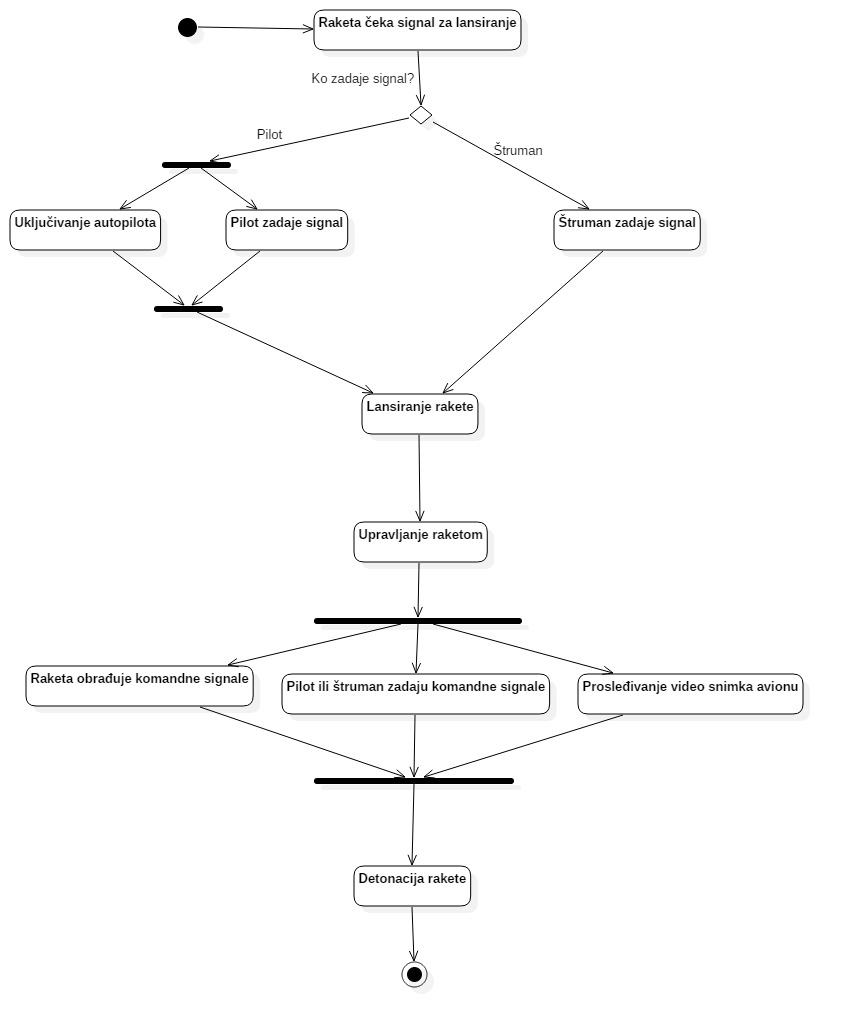 Raketa čeka signal za lansiranje
Ko zadaje signal?
Pilot
Štruman
Uključivanje autopilota
Pilot zadaje signal
Štruman zadaje signal
Lansiranje rakete
Upravljanje raketom
Raketa obrađuje komandne signale
Pilot ili štruman zadaju komandne signale
Prosleđivanje video snimka avionu
Detonacija rakete